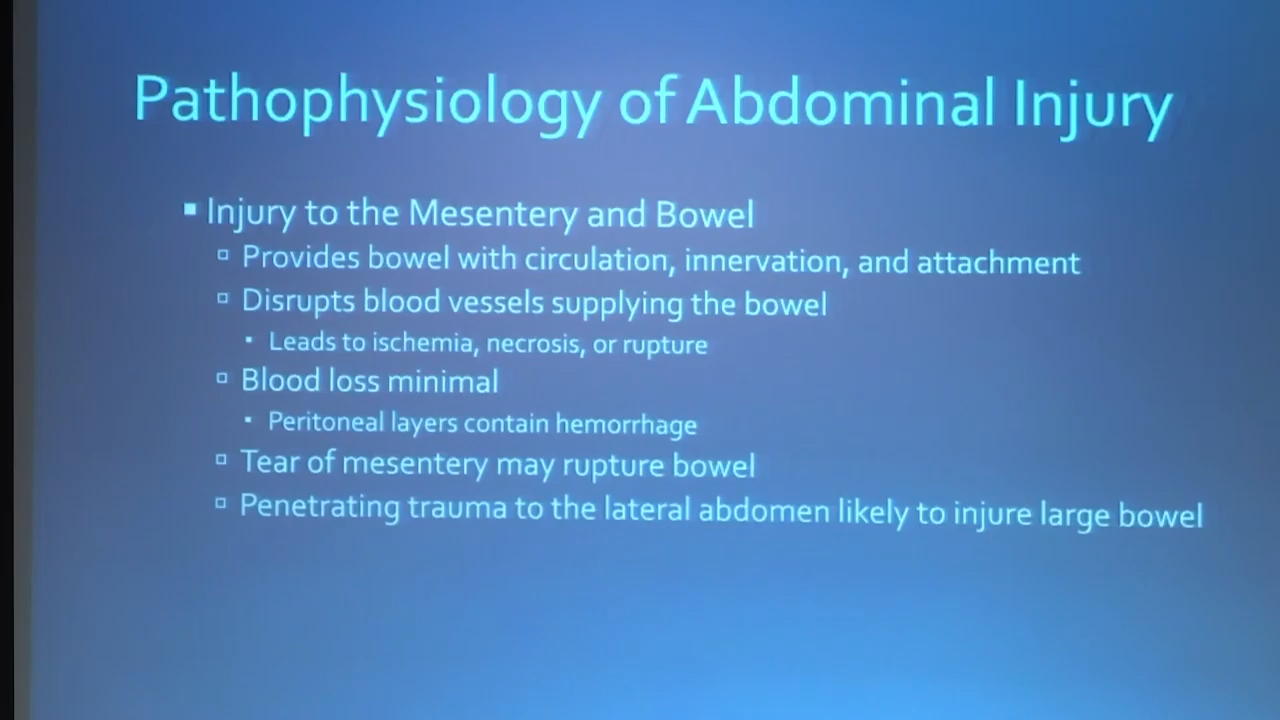 Pathophysiology of Abdominal Injury
▪ Injury to the Mesentery and Bowel
▫ Provides bowel with circulation, innervation, and attachment
▫ Disrupts blood vessels supplying the bowel
▪ Leads to ischemia, necrosis, or rupture
▫ Blood loss minimal
▪ Peritoneal layers contain hemorrhage
▫ Tear of mesentery may rupture bowel
▫ Penetrating trauma to the lateral abdomen likely to injure large bowel